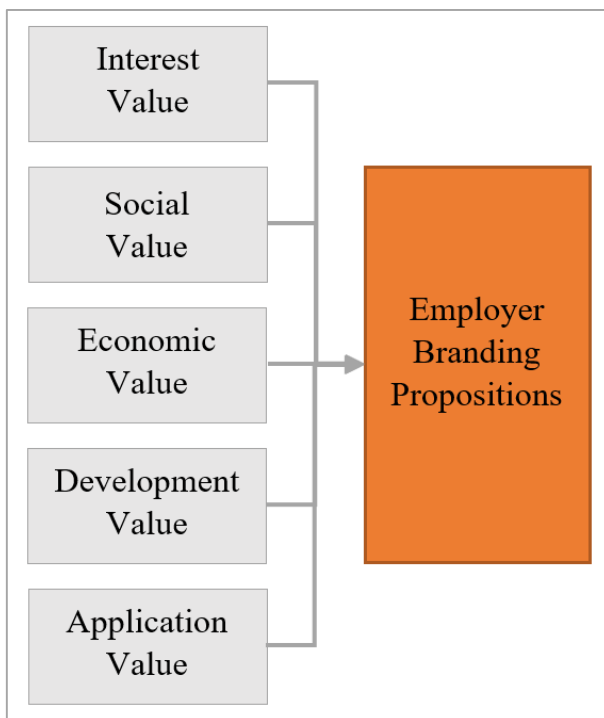 Interest
Value
Social
Value
Economic
Value
Development
Value
Application
Value
Employer
Branding
Propositions